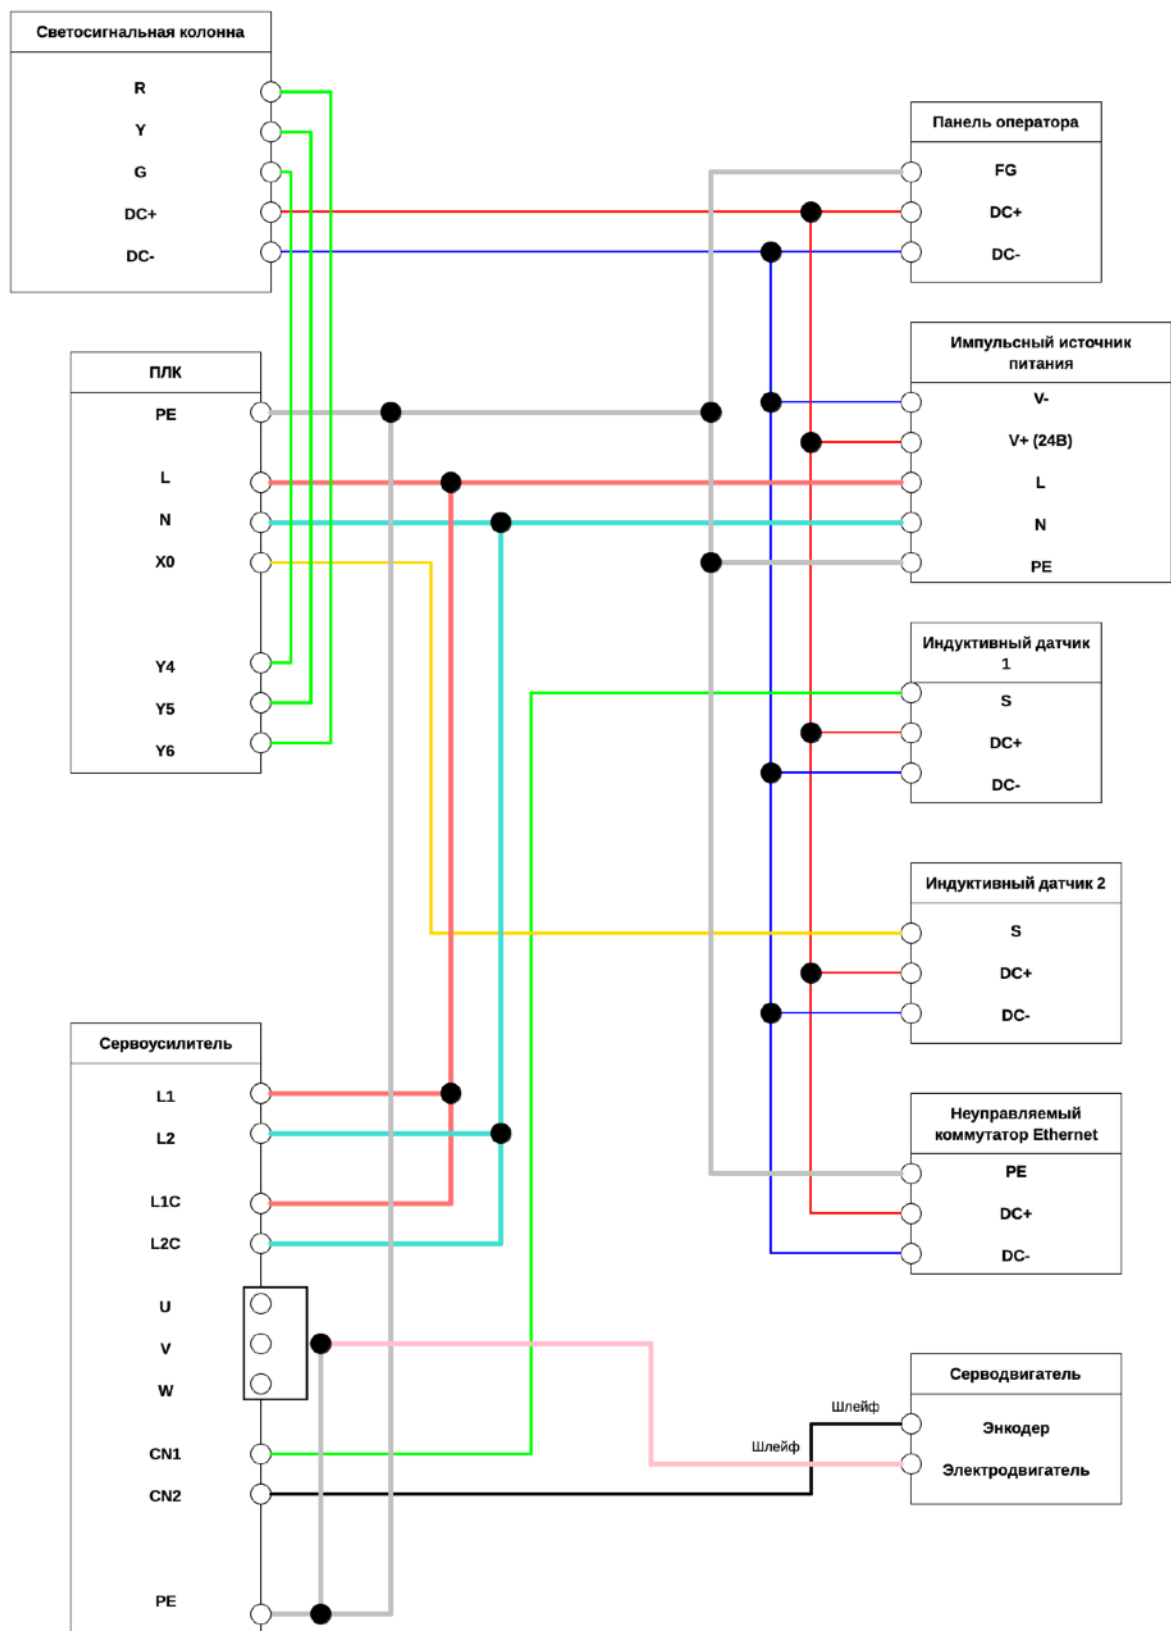 Светосигнальная колонна
R
Y
G
DC+
DC-
Панель оператора
FG
DC+
DC-
ПЛК
PE
L
N
X0
Y4
Y5
Y6
Импульсный источник
питания
V-
V+ (24В)
L
N
PE
Индуктивный датчик
1
S
DC+
DC-
Индуктивный датчик 2
S
DC+
DC-
Сервоусилитель
L1
L2
L1C
L2C
U
V
W
CN1
CN2
PE
Неуправляемый
коммутатор Ethernet
PE
DC+
DC-
Серводвигатель
Шлейф
Энкодер
Шлейф
Электродвигатель